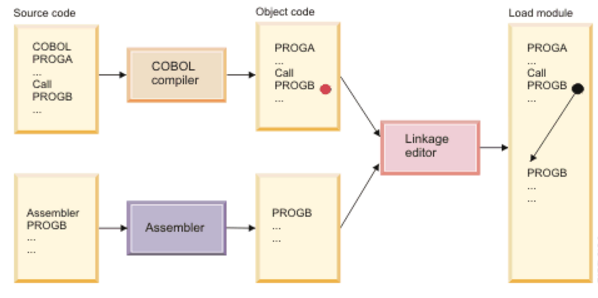 Source code
Object code
Load module
COBOL
PROGA
...
Call
PROGB
...
COBOL
compiler
PROGA
...
Call
PROGB
...
Linkage
editor
PROGA
...
Call
PROGB
...
PROGB
...
...
Assembler
PROGB
...
...
Assembler
PROGB
...
...